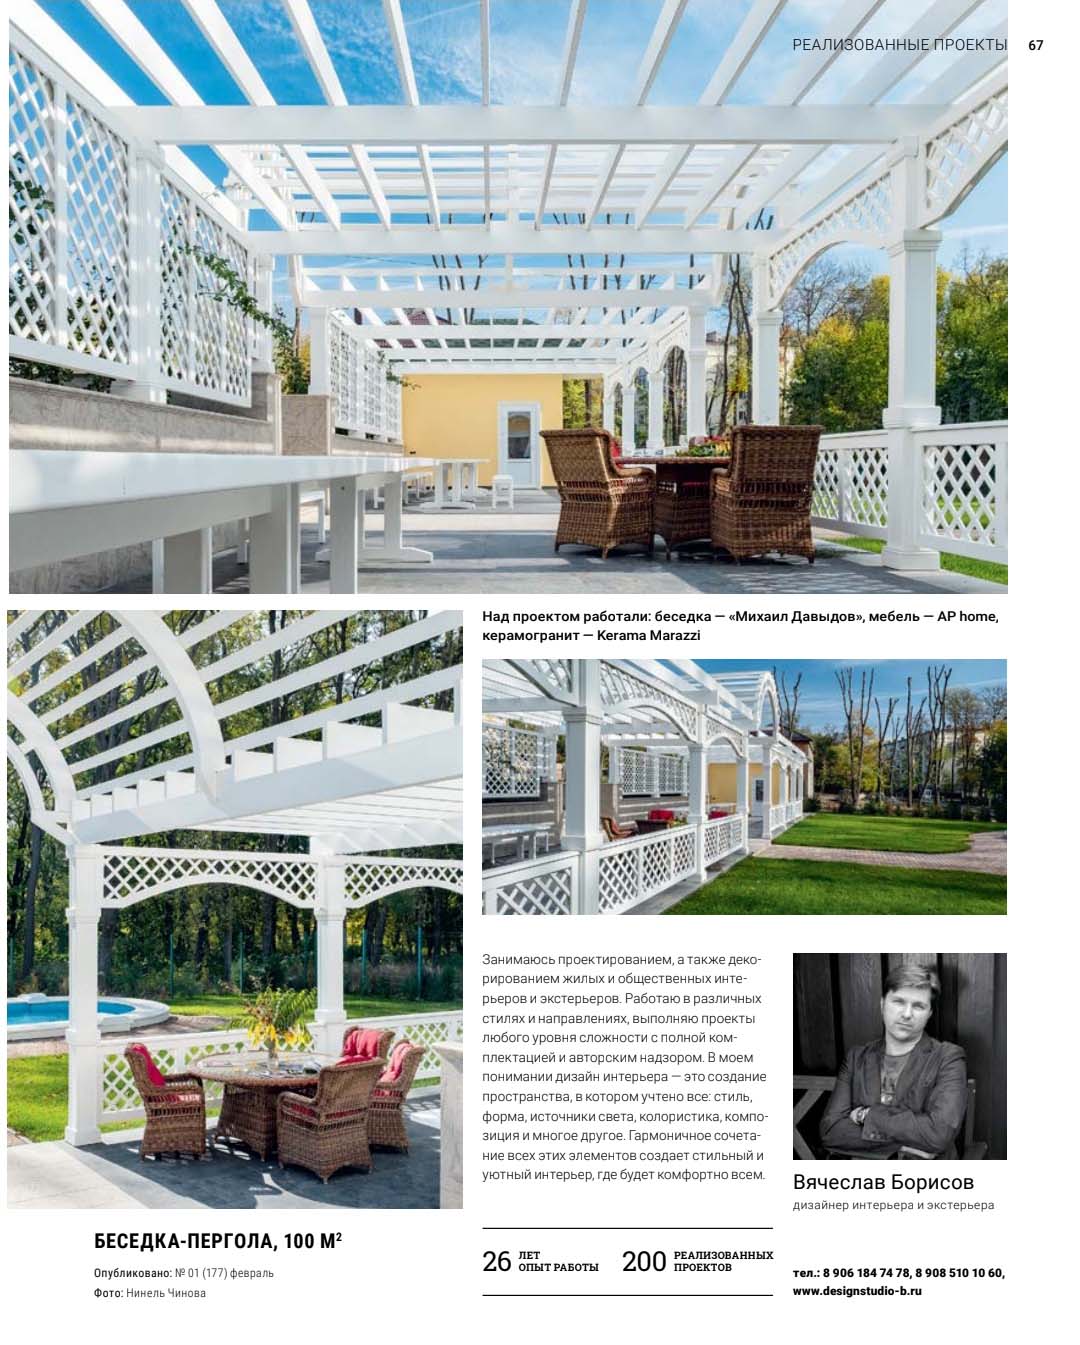 РЕАЛИЗОВАННЫЕ ПРОЕКТЫ 67
Над проектом работали: беседка — «Михаил Давыдов», мебель — AP home,
керамогранит — Kerama Marazzi
Занимаюсь проектированием, а также деко-
рированием жилых и общественных инте-
рьеров и экстерьеров. Работаю в различных
стилях и направлениях, выполняю проекты
любого уровня сложности с полной ком-
плектацией и авторским надзором. В моем
понимании дизайн интерьера — это создание
пространства, в котором учтено все: стиль,
форма, источники света, колористика, компо-
зиция и многое другое. Гармоничное сочета-
ние всех этих элементов создает стильный и
уютный интерьер, где будет комфортно всем.
Вячеслав Борисов
дизайнер интерьера и экстерьера
БЕСЕДКА-ПЕРГОЛА, 100 М²
Опубликовано: № 01 (177) февраль
Фото: Нинель Чинова
26 ЛЕТ
ОПЫТ РАБОТЫ
200 РЕАЛИЗОВАННЫХ
ПРОЕКТОВ
тел.: 8 906 184 74 78, 8 908 510 10 60,
www.designstudio-b.ru